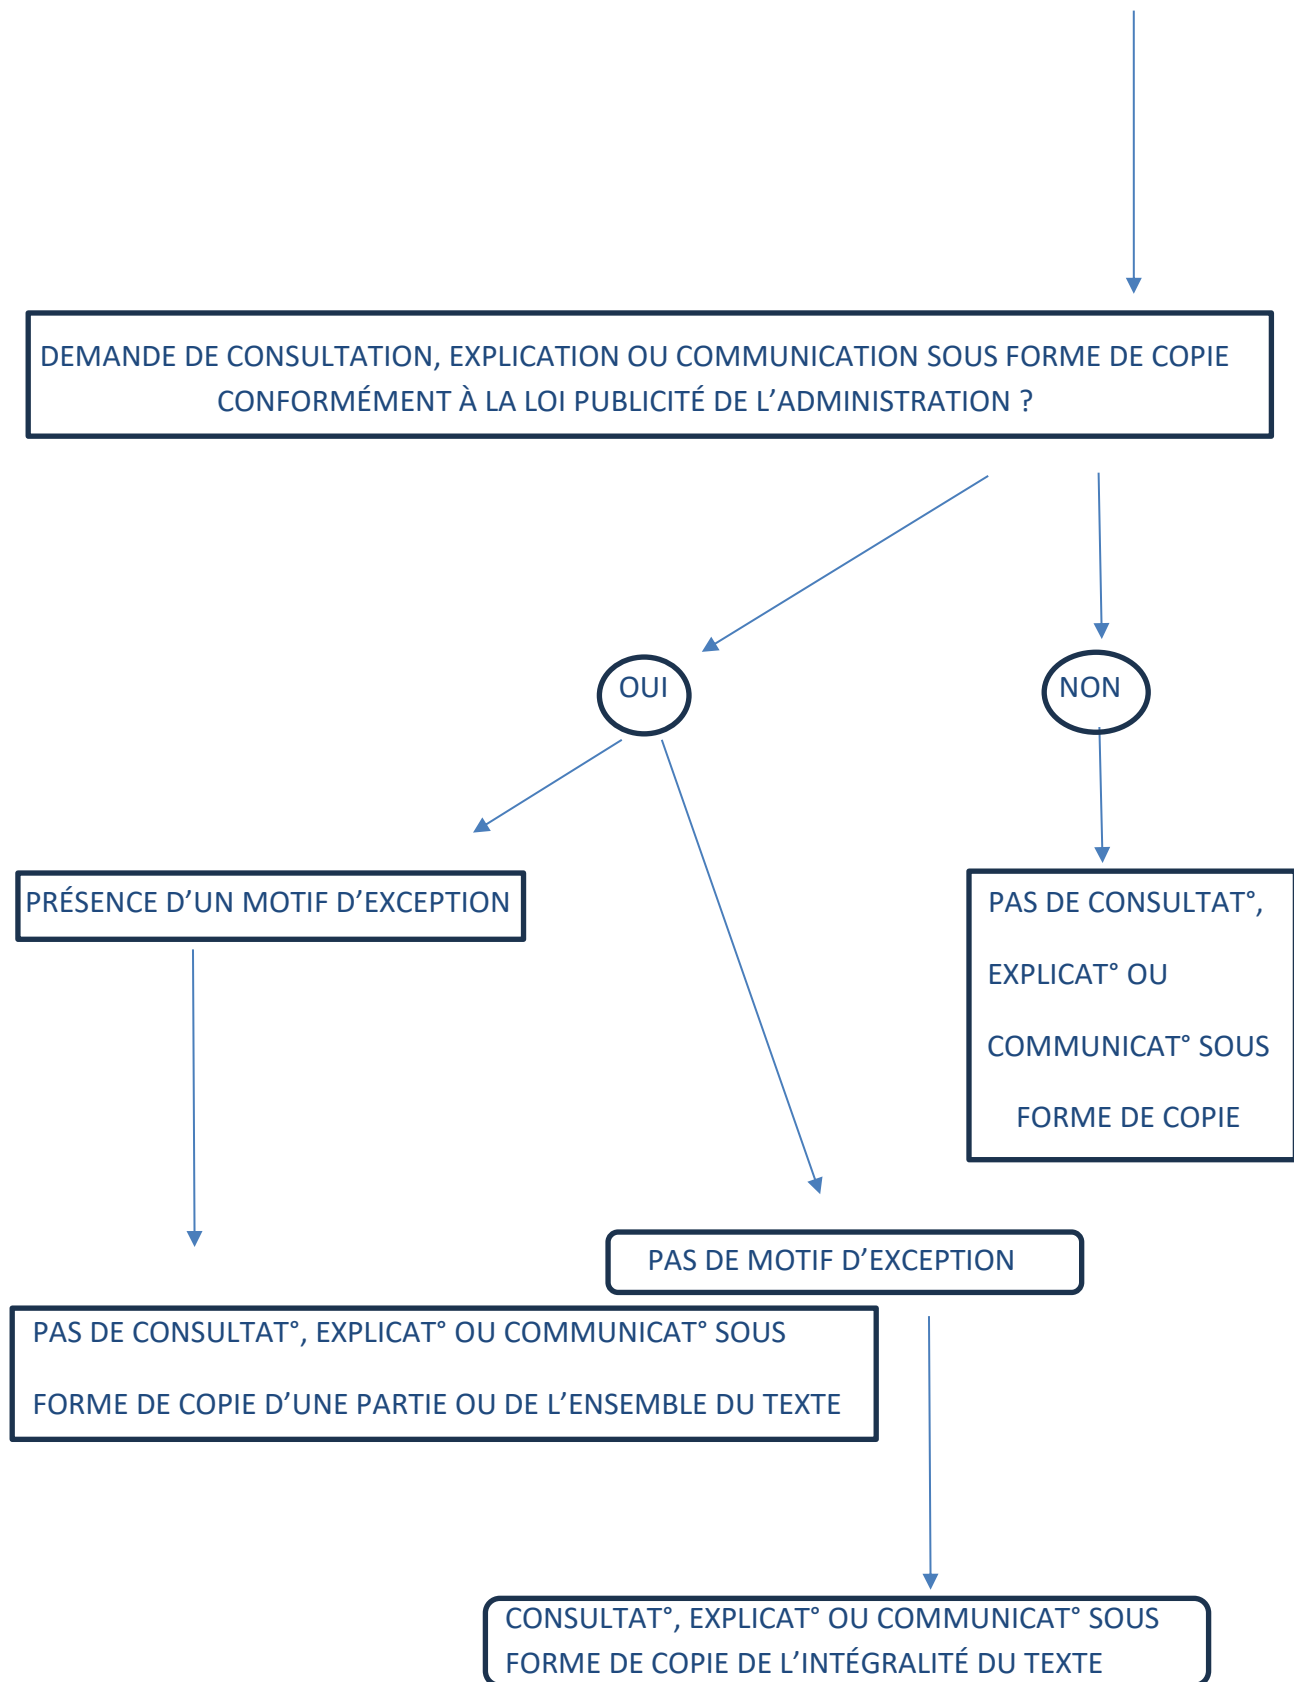 DEMANDE DE CONSULTATION, EXPLICATION OU COMMUNICATION SOUS FORME DE COPIE
CONFORMÉMENT À LA LOI PUBLICITÉ DE L’ADMINISTRATION ?
OUI
NON
PRÉSENCE D’UN MOTIF D’EXCEPTION
PAS DE CONSULTAT°,
EXPLICAT° OU
COMMUNICAT° SOUS
FORME DE COPIE
PAS DE MOTIF D’EXCEPTION
PAS DE CONSULTAT°, EXPLICAT° OU COMMUNICAT° SOUS
FORME DE COPIE D’UNE PARTIE OU DE L’ENSEMBLE DU TEXTE
CONSULTAT°, EXPLICAT° OU COMMUNICAT° SOUS
FORME DE COPIE DE L’INTÉGRALITÉ DU TEXTE